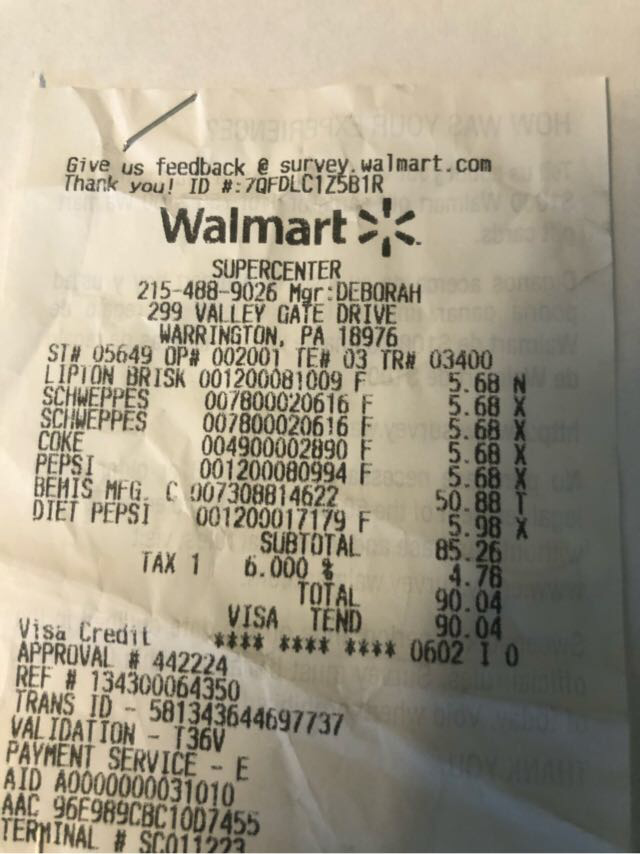 Give us feedback @ survey.walmart.com
Thank you! ID #:7QFDLC1Z5B1R
Walmart
SUPERCENTER
215-488-9026 Mgr:DEBORAH
299 VALLEY GATE DRIVE
WARRINGTON, PA 18976
ST# 05649 OP# 002001 TE# 03 TR# 03400
LIPION BRISK 001200081009 F 5.68 N
SCHWEPPES 007800020616 F 5.68 X
SCHWEPPES 007800020616 F 5.68 X
COKE 004900002890 F 5.68 X
PEPSI 001200080994 F 5.68 X
BEMIS MFG. C 007308814622 50.88 T
DIET PEPSI 001200017179 F 5.98 X
SUBTOTAL 85.26
TAX 1 6.000 % 4.78
TOTAL 90.04
VISA TEND 90.04
Visa Credit **** **** **** 0602 I 0
APPROVAL # 442224
REF # 134300064350
TRANS ID - 581343644697737
VALIDATION - T36V
PAYMENT SERVICE - E
AID A0000000031010
AAC 96E989CBC10D7455
TERMINAL # SC011223